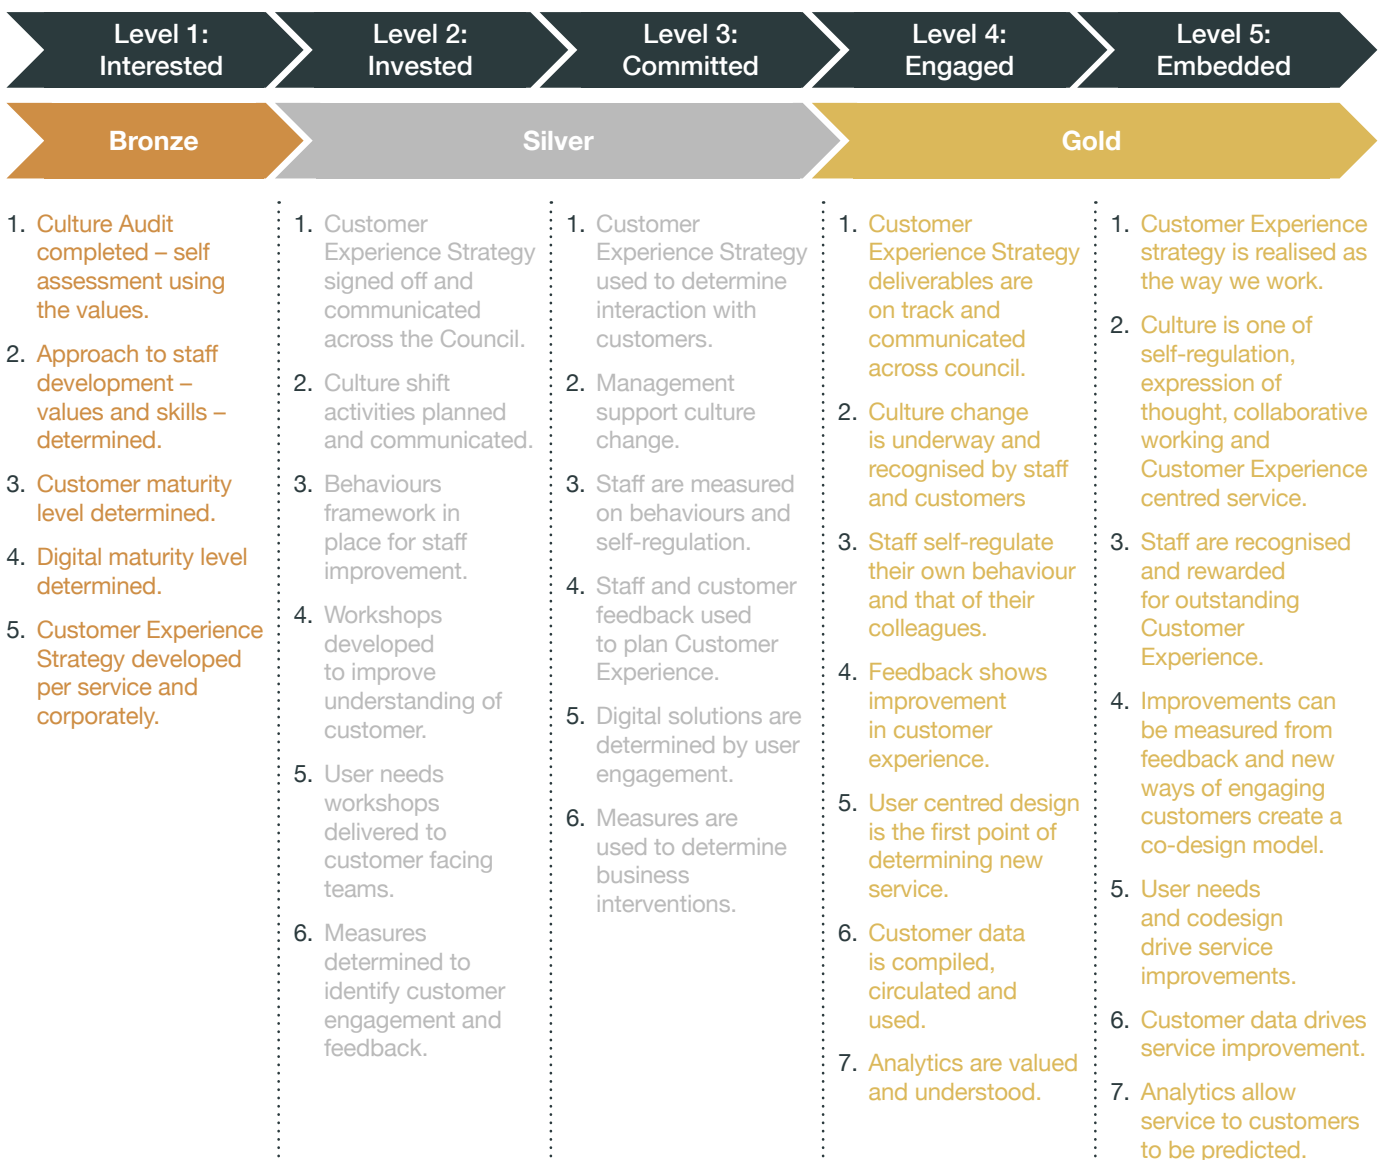 Level 1:
Interested
Level 2:
Invested
Level 3:
Committed
Level 4:
Engaged
Level 5:
Embedded
Bronze
Silver
Gold
1. Culture Audit
completed – self
assessment using
the values.
2. Approach to staff
development –
values and skills –
determined.
3. Customer maturity
level determined.
4. Digital maturity level
determined.
5. Customer Experience
Strategy developed
per service and
corporately.
1. Customer
Experience Strategy
signed off and
communicated
across the Council.
2. Culture shift
activities planned
and communicated.
3. Behaviours
framework in
place for staff
improvement.
4. Workshops
developed
to improve
understanding of
customer.
5. User needs
workshops
delivered to
customer facing
teams.
6. Measures
determined to
identify customer
engagement and
feedback.
1. Customer
Experience Strategy
used to determine
interaction with
customers.
2. Management
support culture
change.
3. Staff are measured
on behaviours and
self-regulation.
4. Staff and customer
feedback used
to plan Customer
Experience.
5. Digital solutions are
determined by user
engagement.
6. Measures are
used to determine
business
interventions.
1. Customer
Experience Strategy
deliverables are
on track and
communicated
across council.
2. Culture change
is underway and
recognised by staff
and customers
3. Staff self-regulate
their own behaviour
and that of their
colleagues.
4. Feedback shows
improvement
in customer
experience.
5. User centred design
is the first point of
determining new
service.
6. Customer data
is compiled,
circulated and
used.
7. Analytics are valued
and understood.
1. Customer Experience
strategy is realised as
the way we work.
2. Culture is one of
self-regulation,
expression of
thought, collaborative
working and
Customer Experience
centred service.
3. Staff are recognised
and rewarded
for outstanding
Customer
Experience.
4. Improvements can
be measured from
feedback and new
ways of engaging
customers create a
co-design model.
5. User needs
and codesign
drive service
improvements.
6. Customer data drives
service improvement.
7. Analytics allow
service to customers
to be predicted.